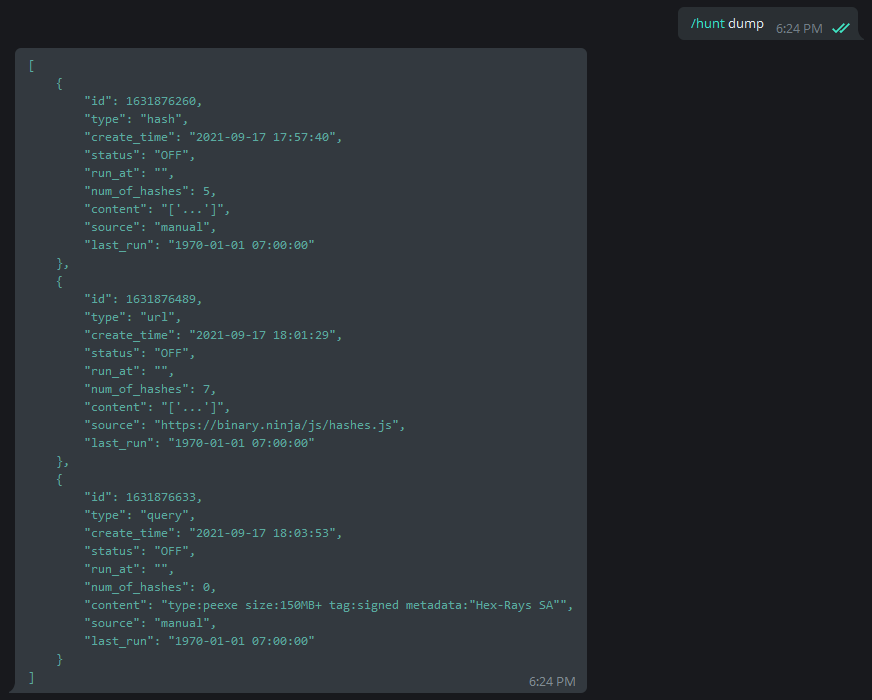 /hunt dump 6:24 PM
[
    {
        "id": 1631876260,
        "type": "hash",
        "create_time": "2021-09-17 17:57:40",
        "status": "OFF",
        "run_at": "",
        "num_of_hashes": 5,
        "content": "['...']",
        "source": "manual",
        "last_run": "1970-01-01 07:00:00"
    },
    {
        "id": 1631876489,
        "type": "url",
        "create_time": "2021-09-17 18:01:29",
        "status": "OFF",
        "run_at": "",
        "num_of_hashes": 7,
        "content": "['...']",
        "source": "https://binary.ninja/js/hashes.js",
        "last_run": "1970-01-01 07:00:00"
    },
    {
        "id": 1631876633,
        "type": "query",
        "create_time": "2021-09-17 18:03:53",
        "status": "OFF",
        "run_at": "",
        "num_of_hashes": 0,
        "content": "type:peexe size:150MB+ tag:signed metadata:"Hex-Rays SA"",
        "source": "manual",
        "last_run": "1970-01-01 07:00:00"
    }
]
6:24 PM